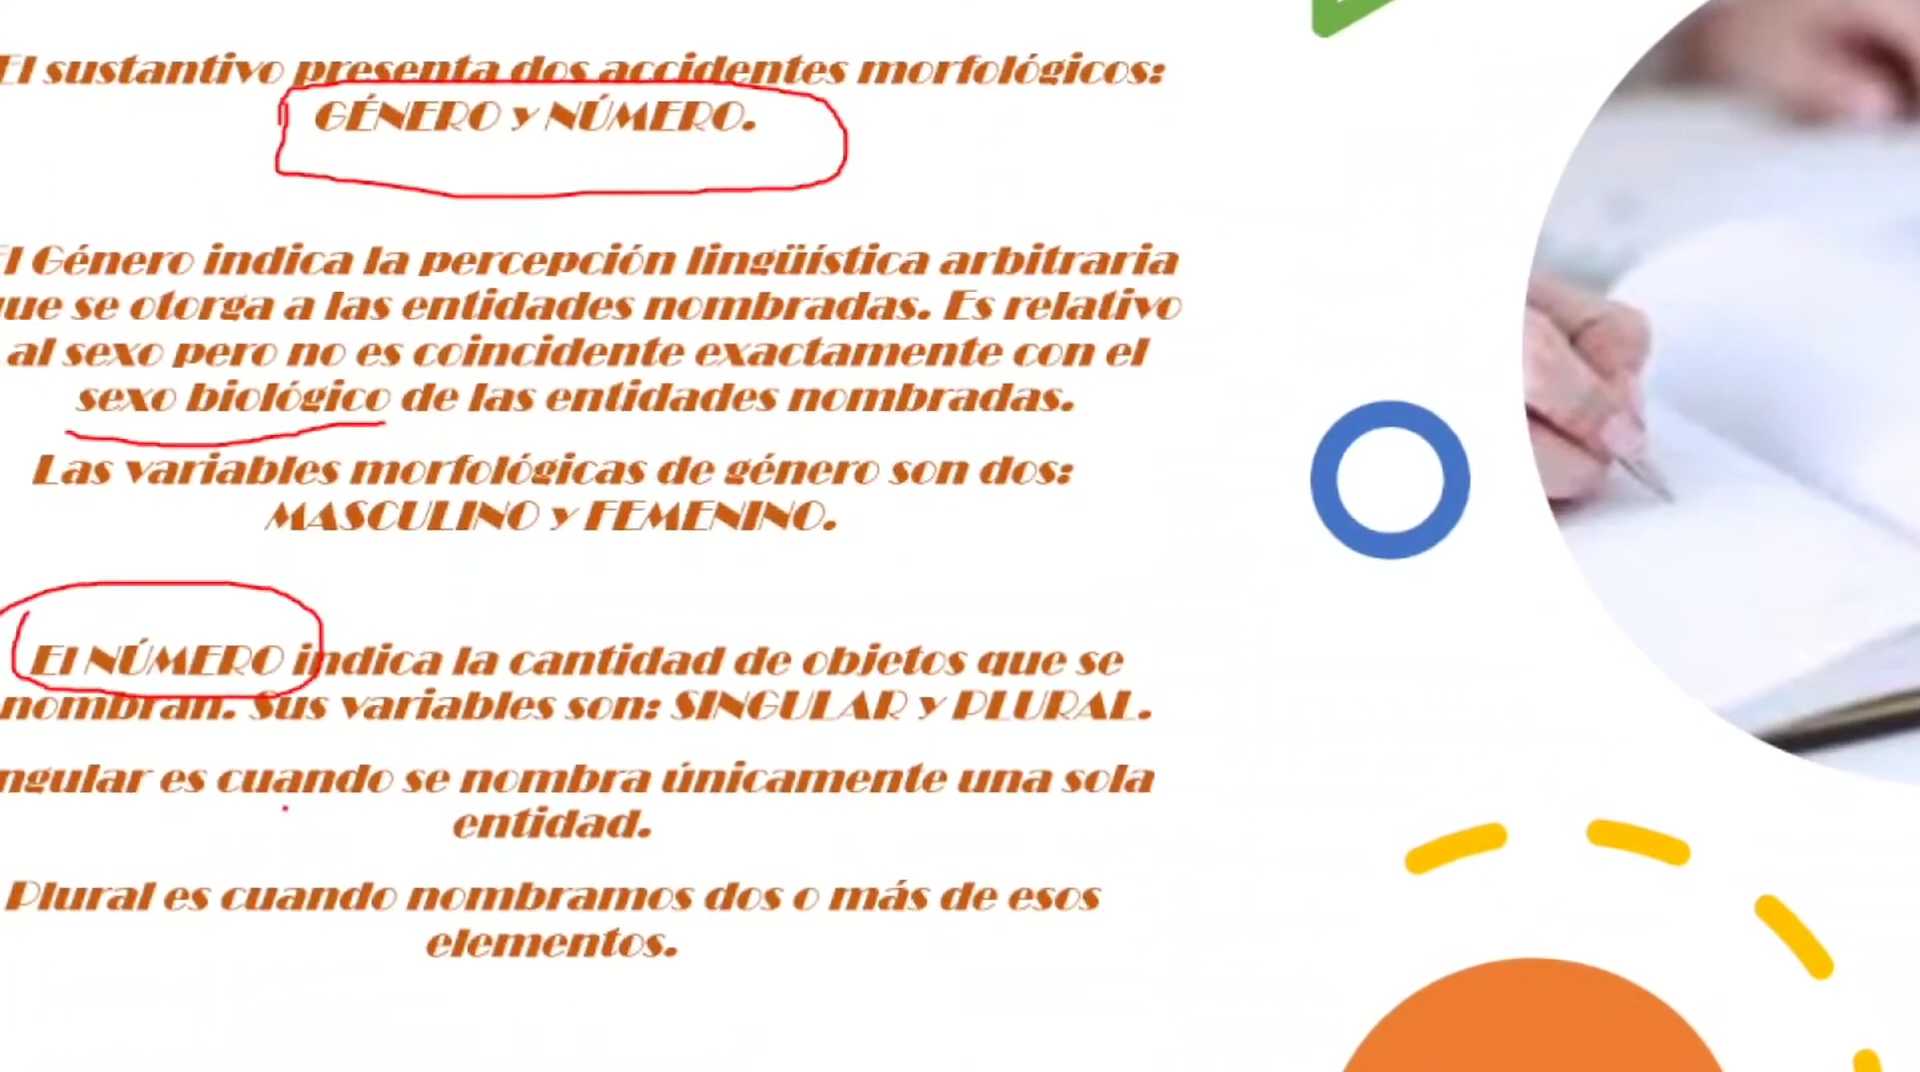 El sustantivo presenta dos accidentes morfológicos:
GÉNERO y NÚMERO.
El Género indica la percepción lingüística arbitraria
que se otorga a las entidades nombradas. Es relativo
al sexo pero no es coincidente exactamente con el
sexo biológico de las entidades nombradas.
Las variables morfológicas de género son dos:
MASCULINO y FEMENINO.
El NÚMERO indica la cantidad de objetos que se
nombran. Sus variables son: SINGULAR y PLURAL.
ngular es cuando se nombra únicamente una sola
entidad.
Plural es cuando nombramos dos o más de esos
elementos.